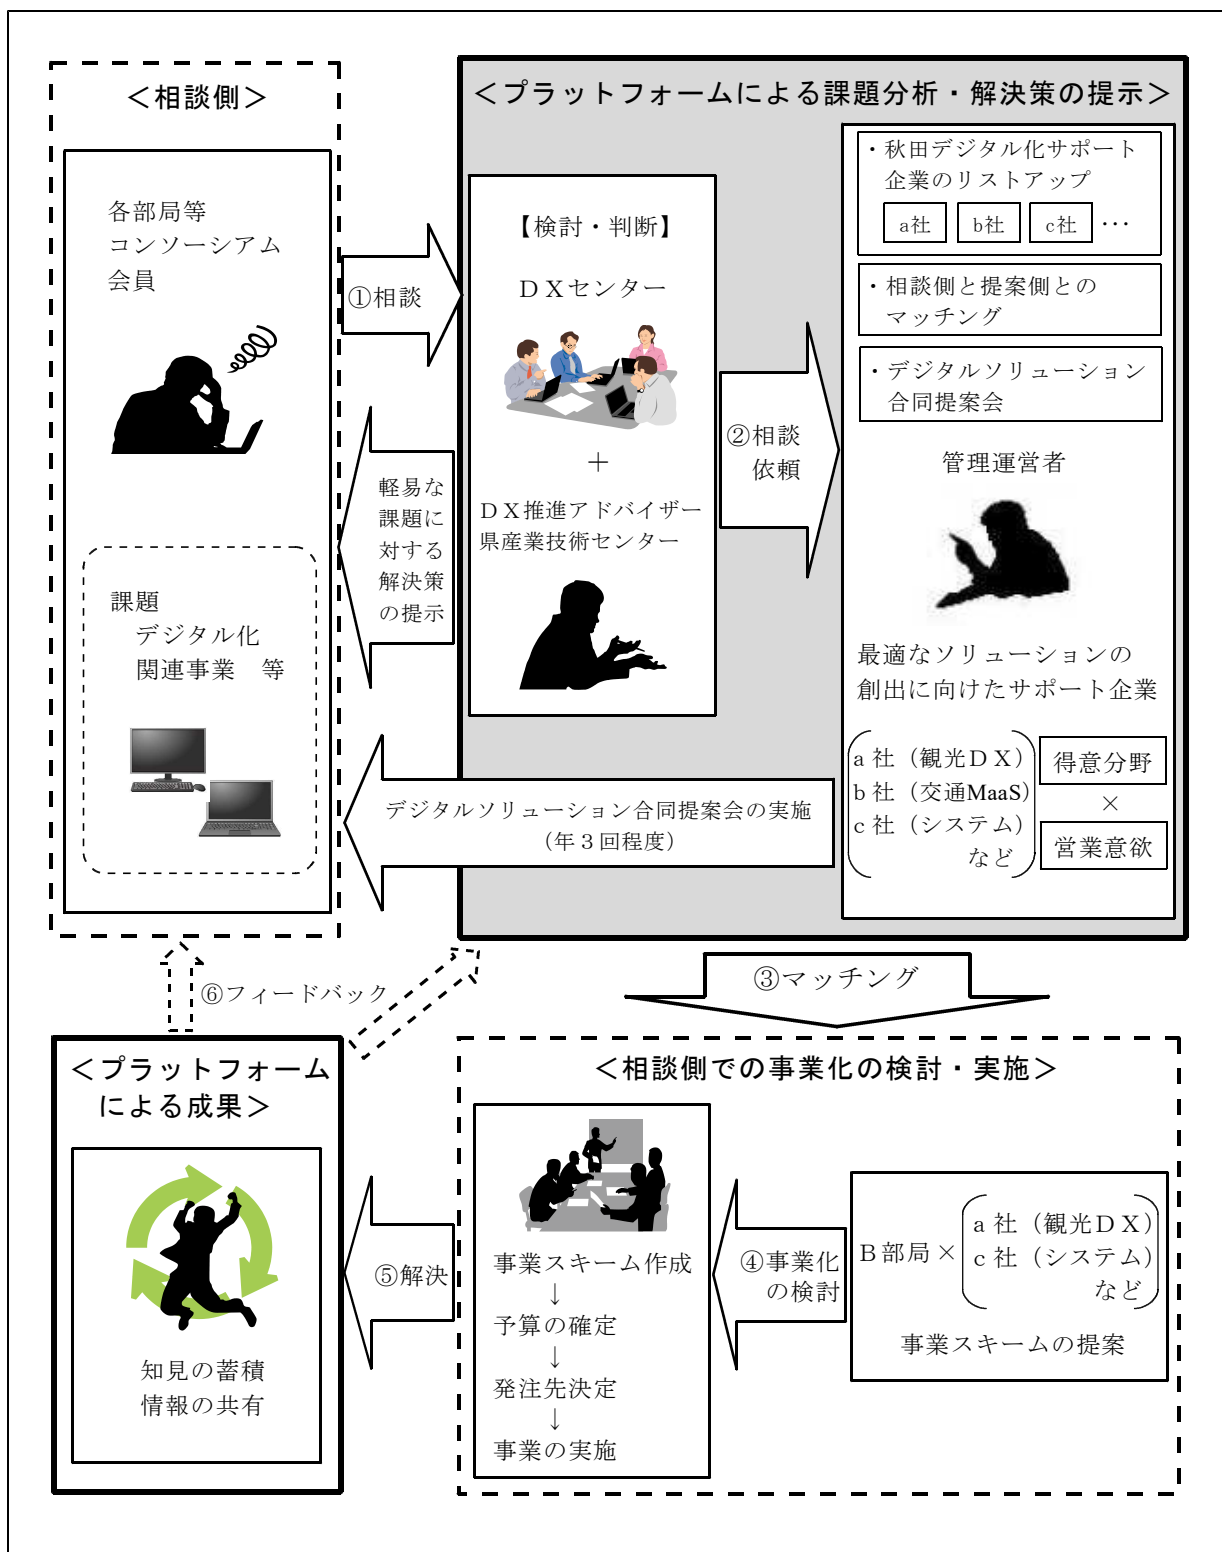 ＜相談側＞
各部局等
コンソーシアム
会員
課題
デジタル化
関連事業　等
①相談
軽易な
課題に
対する
解決策
の提示
＜プラットフォームによる課題分析・解決策の提示＞
【検討・判断】
ＤＸセンター
＋
ＤＸ推進アドバイザー
県産業技術センター
②相談
依頼
・秋田デジタル化サポート
企業のリストアップ
a社 b社 c社 …
・相談側と提案側との
マッチング
・デジタルソリューション
合同提案会
管理運営者
最適なソリューションの
創出に向けたサポート企業
a 社（観光ＤＸ）
b 社（交通MaaS）
c 社（システム）
など
得意分野
×
営業意欲
デジタルソリューション合同提案会の実施
（年３回程度）
③マッチング
＜相談側での事業化の検討・実施＞
Ｂ部局×
a 社（観光ＤＸ）
c 社（システム）
など
事業スキームの提案
④事業化
の検討
事業スキーム作成
↓
予算の確定
↓
発注先決定
↓
事業の実施
⑤解決
＜プラットフォーム
による成果＞
知見の蓄積
情報の共有
⑥フィードバック